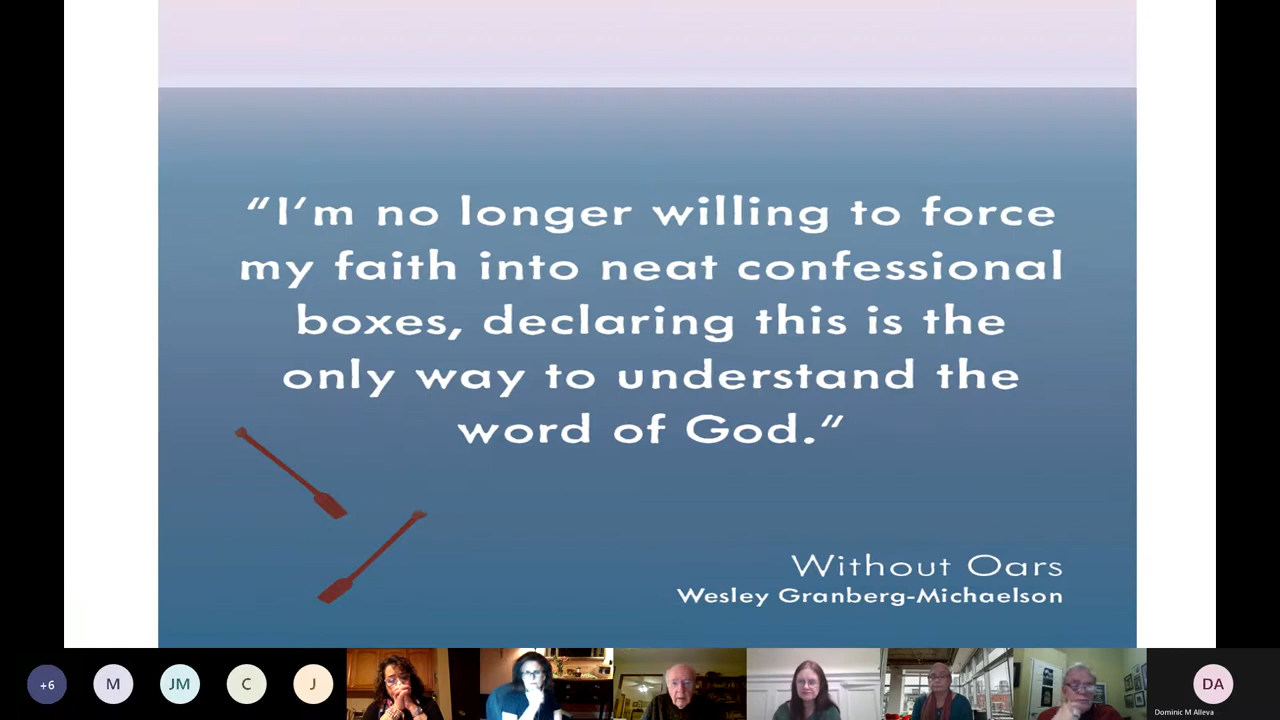 “I’m no longer willing to force
my faith into neat confessional
boxes, declaring this is the
only way to understand the
word of God.“
Without Oars
Wesley Granberg-Michaelson
+6
M
JM
C
J
DA
Dominic M Alleva